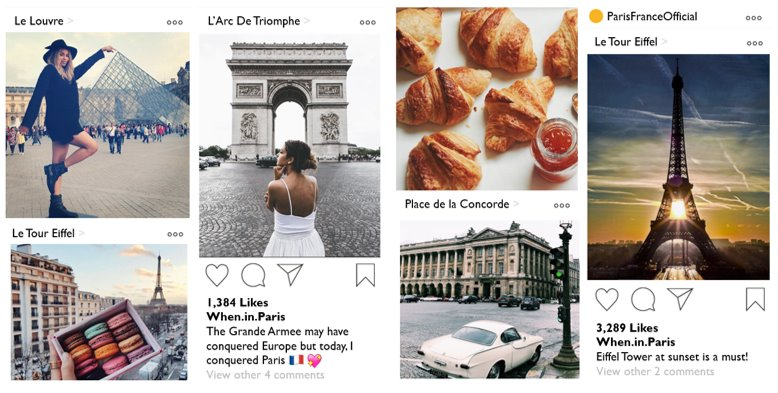 Le Louvre >
Le Tour Eiffel >
L'Arc De Triomphe >
1,384 Likes
When.in.Paris
The Grande Armee may have
conquered Europe but today, I
conquered Paris 🇫🇷 💖
View other 4 comments
Place de la Concorde >
ParisFranceOfficial
Le Tour Eiffel >
3,289 Likes
When.in.Paris
Eiffel Tower at sunset is a must!
View other 2 comments